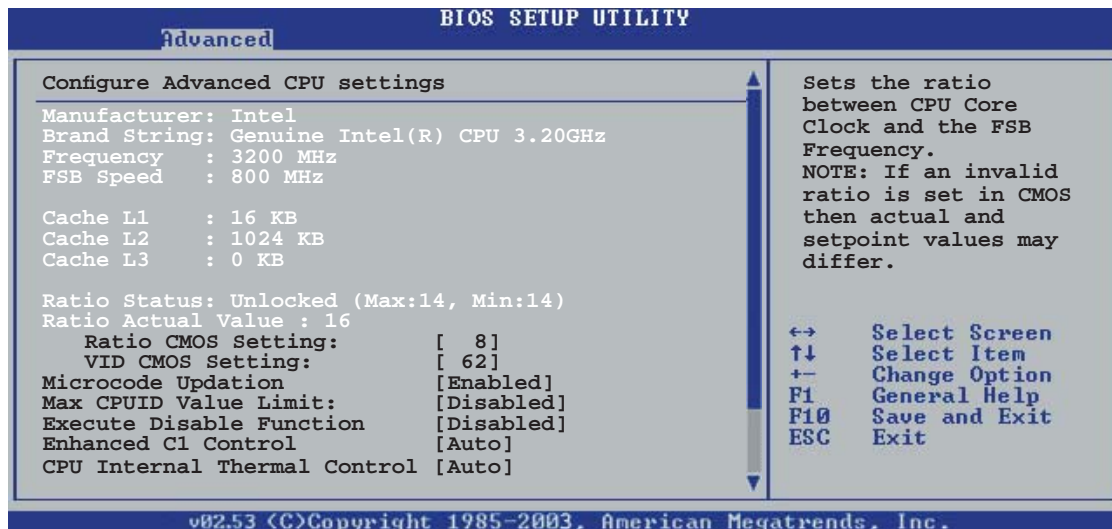 BIOS SETUP UTILITY
Advanced
Configure Advanced CPU settings
Manufacturer: Intel
Brand String: Genuine Intel(R) CPU 3.20GHz
Frequency : 3200 MHz
FSB Speed : 800 MHz
Cache L1 : 16 KB
Cache L2 : 1024 KB
Cache L3 : 0 KB
Ratio Status: Unlocked (Max:14, Min:14)
Ratio Actual Value : 16
Ratio CMOS Setting: [ 8]
VID CMOS Setting: [ 62]
Microcode Updation [Enabled]
Max CPUID Value Limit: [Disabled]
Execute Disable Function [Disabled]
Enhanced C1 Control [Auto]
CPU Internal Thermal Control [Auto]
Sets the ratio
between CPU Core
Clock and the FSB
Frequency.
NOTE: If an invalid
ratio is set in CMOS
then actual and
setpoint values may
differ.
←→ Select Screen
↑↓ Select Item
+- Change Option
F1 General Help
F10 Save and Exit
ESC Exit
v02.53 (C)Copyright 1985-2003, American Megatrends, Inc.